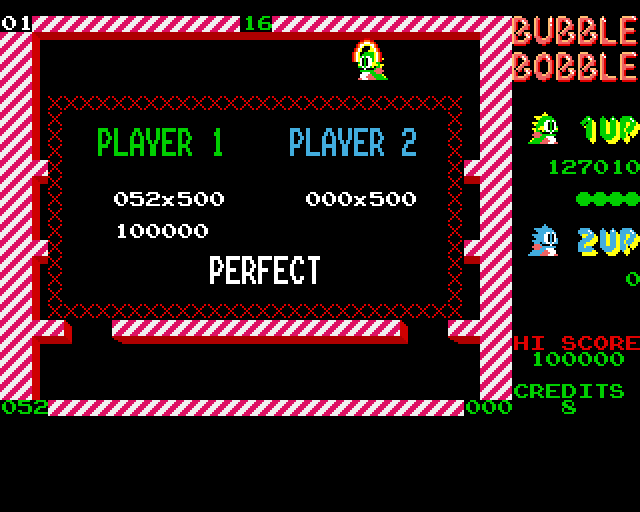 01 16
BUBBLE
BOBBLE
PLAYER 1 PLAYER 2
1UP
127010
052x500 000x500
100000
2UP
PERFECT
0
HI SCORE
100000
CREDITS
8
052 000